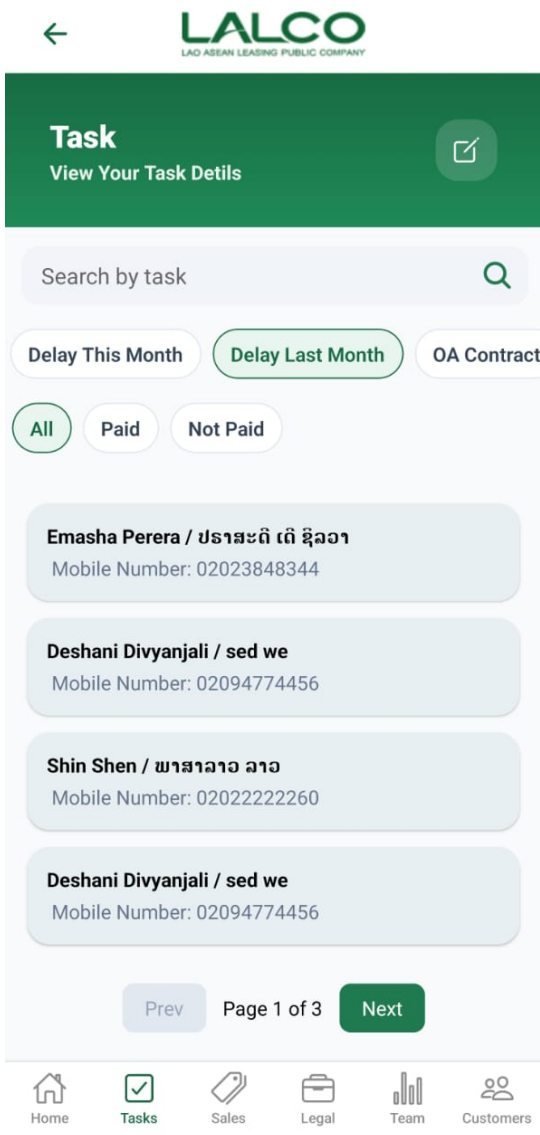 LALCO
LAO ASEAN LEASING PUBLIC COMPANY
Task
View Your Task Detils
Search by task
Delay This Month Delay Last Month OA Contract
All Paid Not Paid
Emasha Perera / ປຣາສະດີ ເດີ ຊິລວາ
Mobile Number: 02023848344
Deshani Divyanjali / sed we
Mobile Number: 02094774456
Shin Shen / ພາສາລາວ ລາວ
Mobile Number: 02022222260
Deshani Divyanjali / sed we
Mobile Number: 02094774456
Prev Page 1 of 3 Next
Home Tasks Sales Legal Team Customers